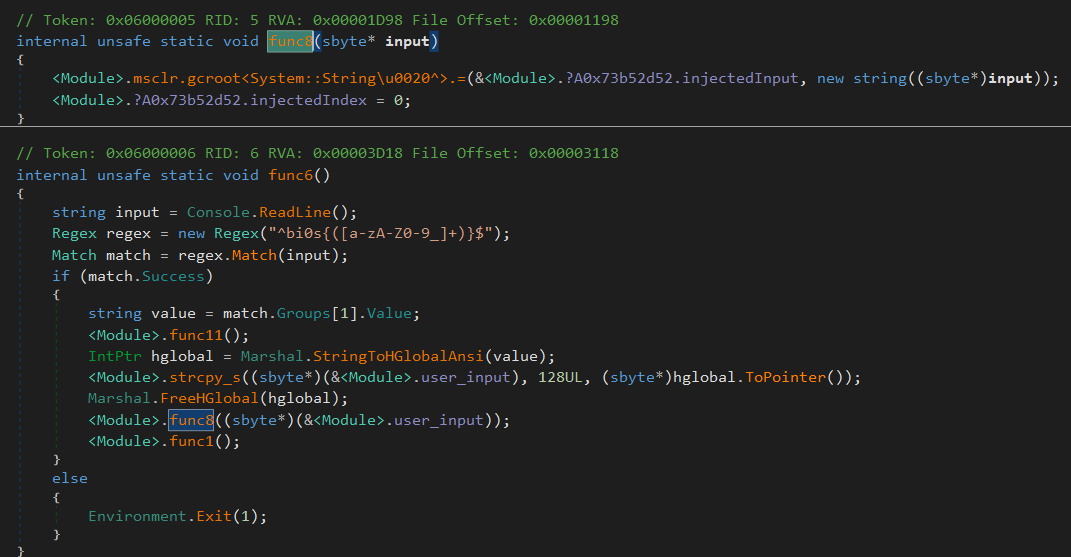 // Token: 0x06000005 RID: 5 RVA: 0x00001D98 File Offset: 0x00001198
internal unsafe static void func8(sbyte* input)
{
    <Module>.msclr.gcroot<System::String\u0020^>.=(&<Module>.?A0x73b52d52.injectedInput, new string((sbyte*)input));
    <Module>.?A0x73b52d52.injectedIndex = 0;
}
// Token: 0x06000006 RID: 6 RVA: 0x00003D18 File Offset: 0x00003118
internal unsafe static void func6()
{
    string input = Console.ReadLine();
    Regex regex = new Regex("^bi0s{([a-zA-Z0-9_]+)}$");
    Match match = regex.Match(input);
    if (match.Success)
    {
        string value = match.Groups[1].Value;
        <Module>.func11();
        IntPtr hglobal = Marshal.StringToHGlobalAnsi(value);
        <Module>.strcpy_s((sbyte*)(&<Module>.user_input), 128UL, (sbyte*)hglobal.ToPointer());
        Marshal.FreeHGlobal(hglobal);
        <Module>.func8((sbyte*)(&<Module>.user_input));
        <Module>.func1();
    }
    else
    {
        Environment.Exit(1);
    }
}